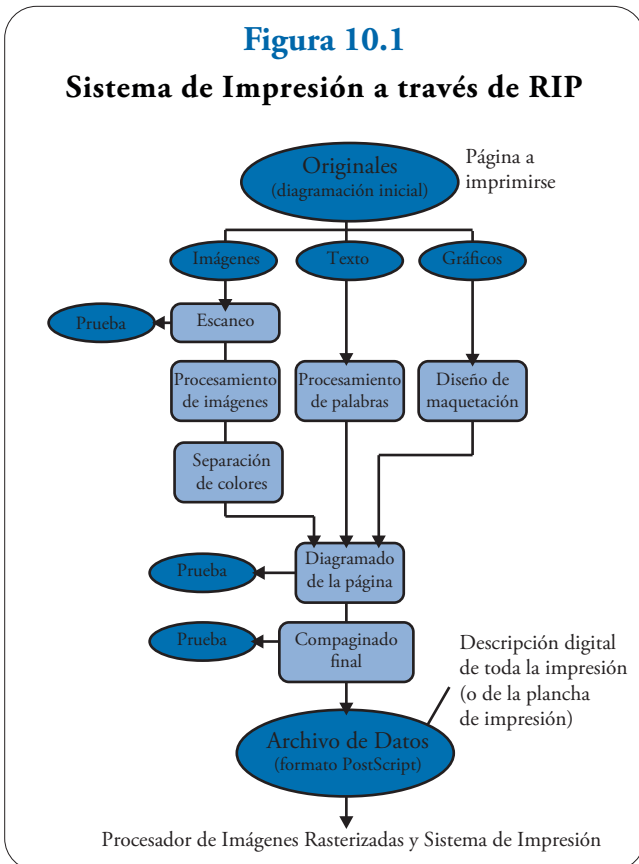 Figura 10.1
Sistema de Impresión a través de RIP
Originales
(diagramación inicial)
Página a
imprimirse
Imágenes
Texto
Gráficos
Prueba
Escaneo
Procesamiento
de imágenes
Procesamiento
de palabras
Diseño de
maquetación
Separación
de colores
Prueba
Diagramado
de la página
Prueba
Compaginado
final
Descripción digital
de toda la impresión
(o de la plancha
de impresión)
Archivo de Datos
(formato PostScript)
Procesador de Imágenes Rasterizadas y Sistema de Impresión